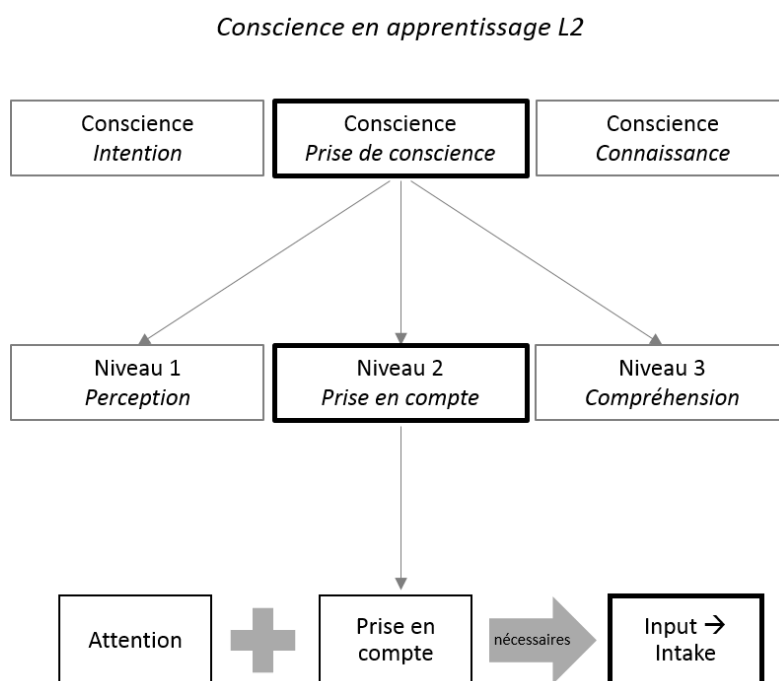 Conscience en apprentissage L2
Conscience
Intention
Conscience
Prise de conscience
Conscience
Connaissance
Niveau 1
Perception
Niveau 2
Prise en compte
Niveau 3
Compréhension
Attention
Prise en
compte
nécessaires
Input →
Intake